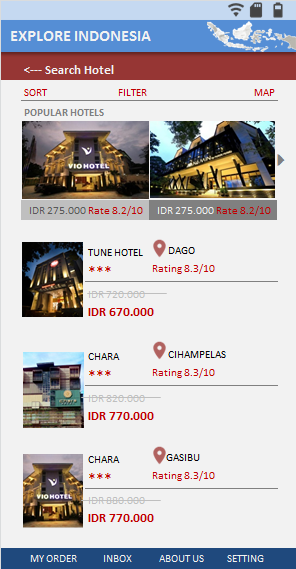 EXPLORE INDONESIA
<--- Search Hotel
SORT FILTER MAP
POPULAR HOTELS
VIO HOTEL
IDR 275.000 Rate 8.2/10 IDR 275.000 Rate 8.2/10
TUNE HOTEL DAGO
*** Rating 8.3/10
IDR 720.000
IDR 670.000
CHARA CIHAMPELAS
*** Rating 8.3/10
IDR 820.000
IDR 770.000
CHARA GASIBU
*** Rating 8.3/10
VIO HOTEL
IDR 880.000
IDR 770.000
MY ORDER INBOX ABOUT US SETTING